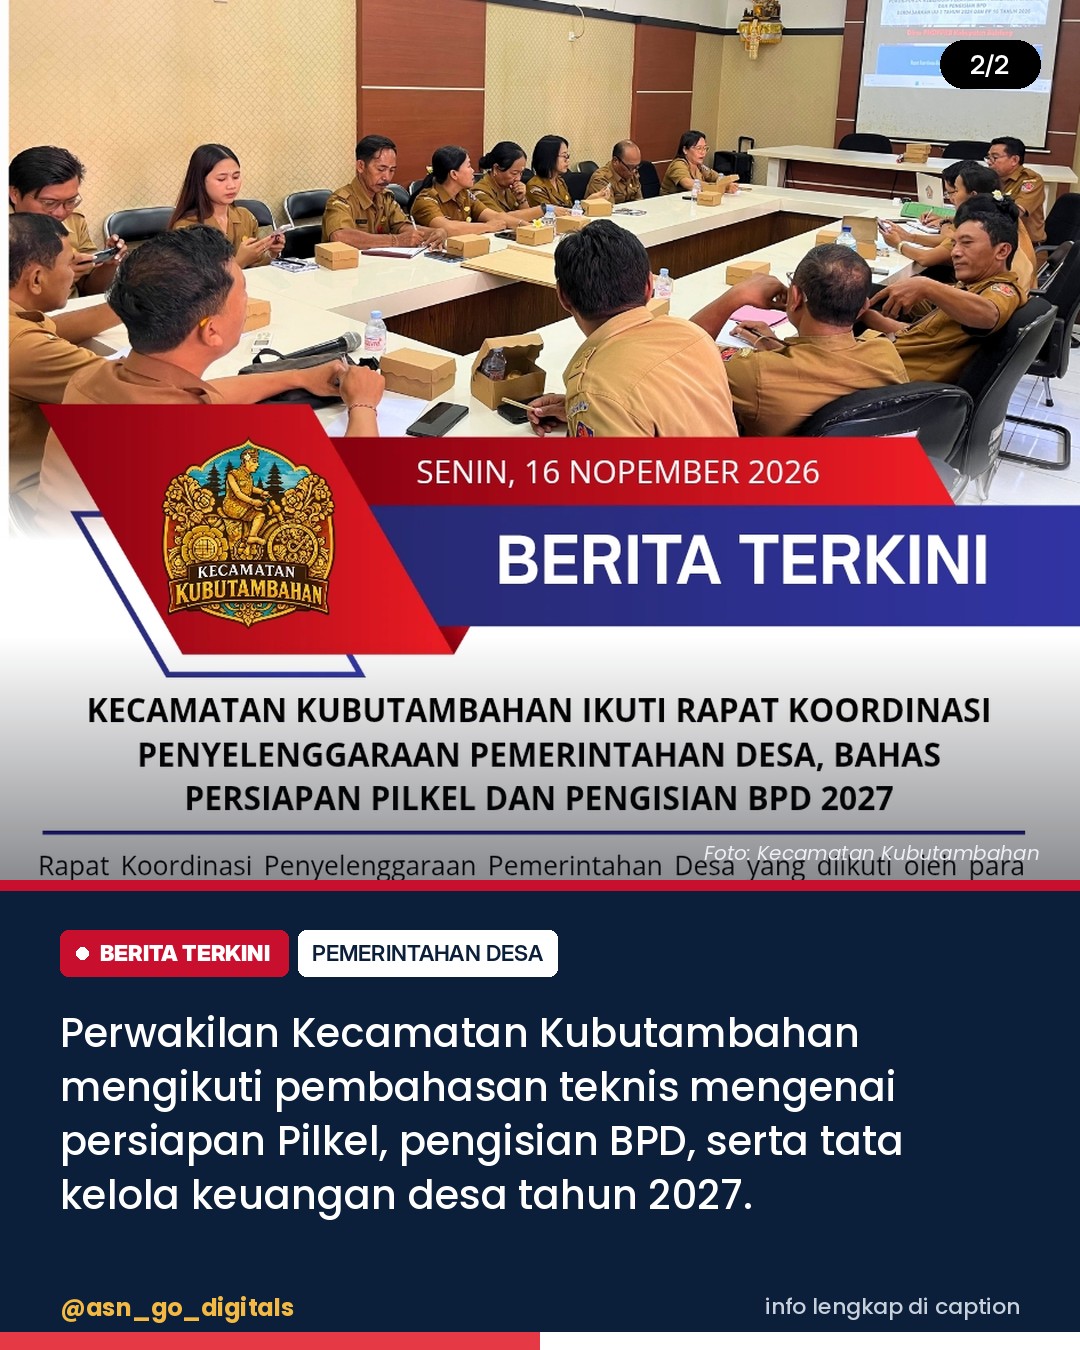 2/2
SENIN, 16 NOPEMBER 2026
BERITA TERKINI
KECAMATAN
KUBUTAMBAHAN
KECAMATAN KUBUTAMBAHAN IKUTI RAPAT KOORDINASI
PENYELENGGARAAN PEMERINTAHAN DESA, BAHAS
PERSIAPAN PILKEL DAN PENGISIAN BPD 2027
Foto: Kecamatan Kubutambahan
Rapat Koordinasi Penyelenggaraan Pemerintahan Desa yang diikuti oleh para
BERITA TERKINI
PEMERINTAHAN DESA
Perwakilan Kecamatan Kubutambahan
mengikuti pembahasan teknis mengenai
persiapan Pilkel, pengisian BPD, serta tata
kelola keuangan desa tahun 2027.
@asn_go_digitals
info lengkap di caption